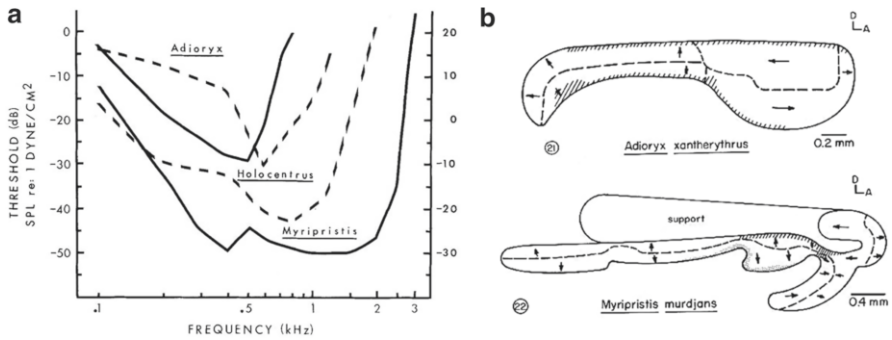 a
THRESHOLD (dB)
SPL re: 1 DYNE/CM²
0
-10
-20
-30
-40
-50
Adioryx
Holocentrus
Myripristis
20
10
0
-10
-20
-30
.1
.5
1
2
3
FREQUENCY (kHz)
b
D
A
21
Adioryx xantherythrus
0.2 mm
D
A
support
22
Myripristis murdjans
0.4 mm